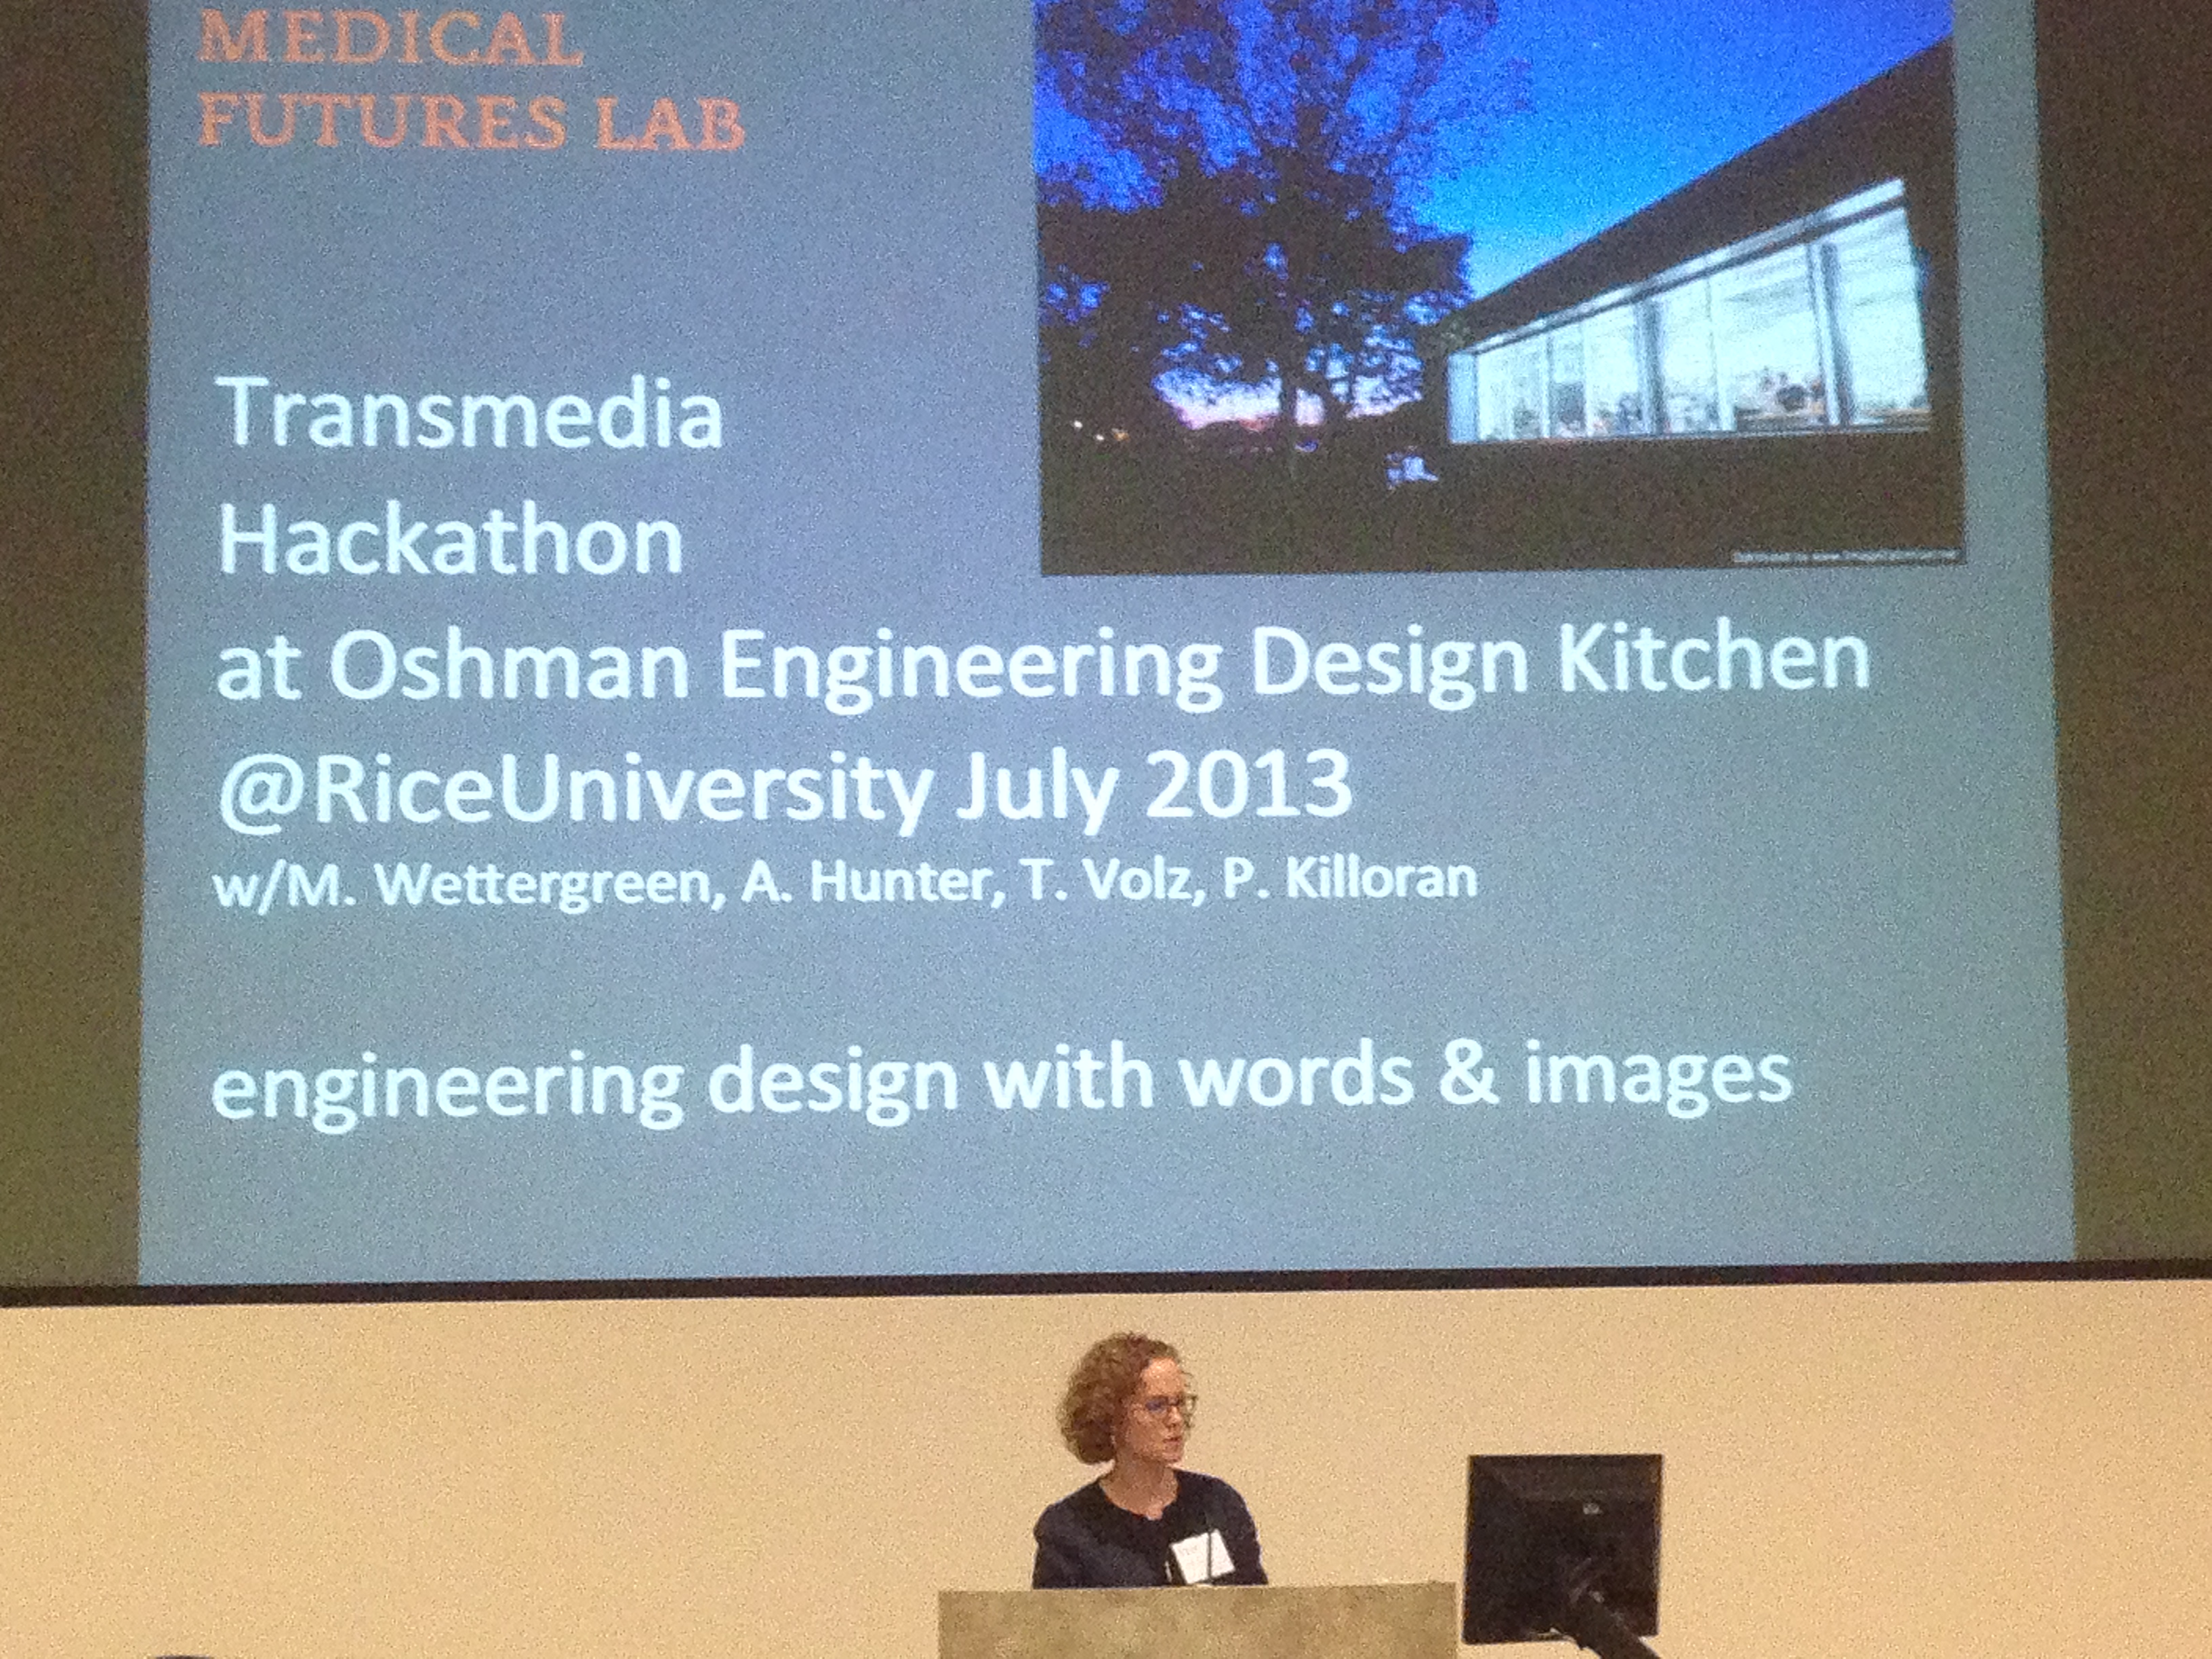 MEDICAL
FUTURES LAB
Transmedia
Hackathon
at Oshman Engineering Design Kitchen
@RiceUniversity July 2013
w/M. Wettergreen, A. Hunter, T. Volz, P. Killoran
engineering design with words & images